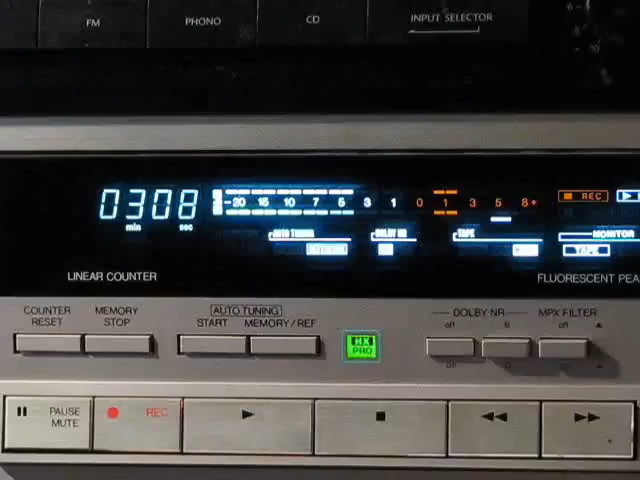 FM PHONO CD INPUT SELECTOR
0308 -20 15 10 7 5 3 1 0 1 3 5 8+ REC
min sec
AUTO TUNING DOLBY NR TAPE MONITOR
TAPE
LINEAR COUNTER FLUORESCENT PEA
COUNTER RESET MEMORY STOP AUTO TUNING START MEMORY/REF HX PRO DOLBY NR off B on MPX FILTER off
PAUSE MUTE REC